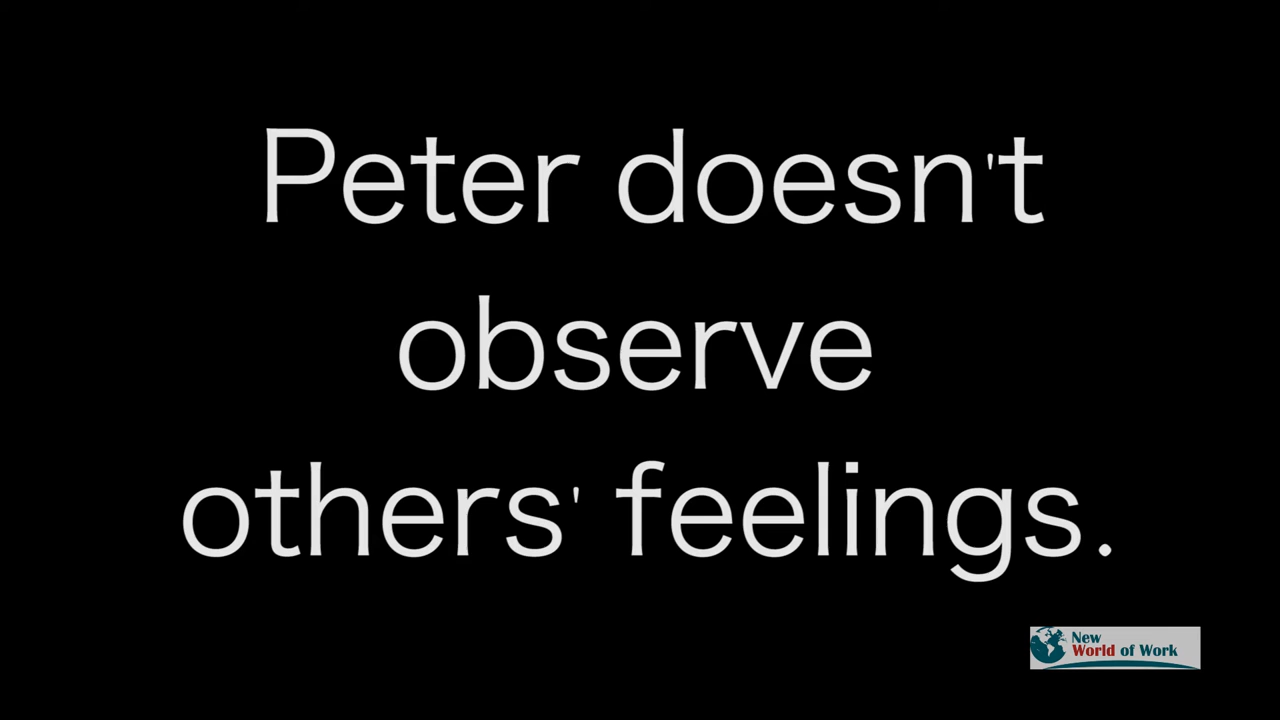 Peter doesn't
observe
others' feelings.
New
World of Work